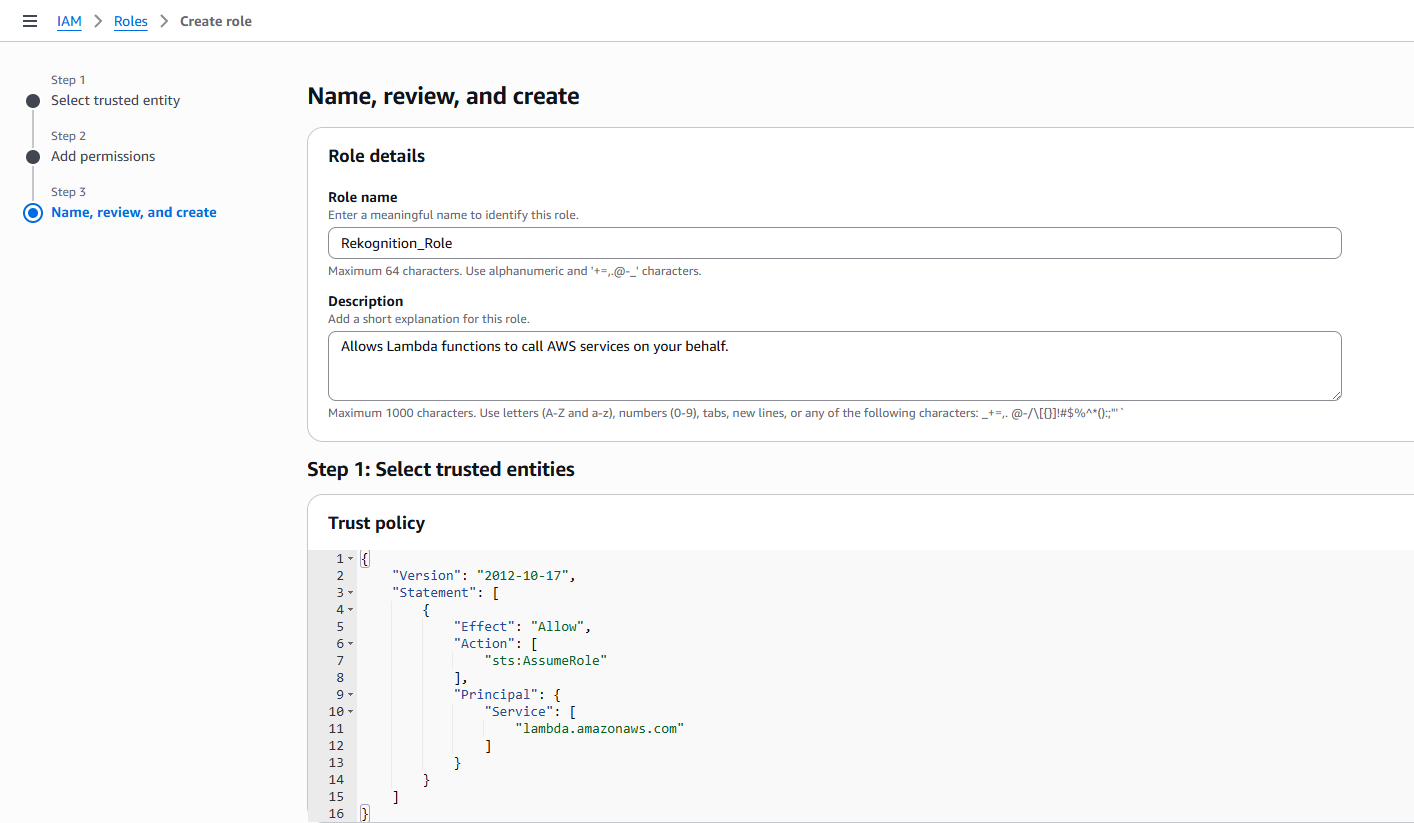 IAM > Roles > Create role
Step 1
Select trusted entity
Step 2
Add permissions
Step 3
Name, review, and create
Name, review, and create
Role details
Role name
Enter a meaningful name to identify this role.
Rekognition_Role
Maximum 64 characters. Use alphanumeric and '+=,.@-_' characters.
Description
Add a short explanation for this role.
Allows Lambda functions to call AWS services on your behalf.
Maximum 1000 characters. Use letters (A-Z and a-z), numbers (0-9), tabs, new lines, or any of the following characters: _+=,. @-/\[{}]!#$%^*();:"'`
Step 1: Select trusted entities
Trust policy
1 {
2     "Version": "2012-10-17",
3     "Statement": [
4         {
5             "Effect": "Allow",
6             "Action": [
7                 "sts:AssumeRole"
8             ],
9             "Principal": {
10                 "Service": [
11                     "lambda.amazonaws.com"
12                 ]
13             }
14         }
15     ]
16 }